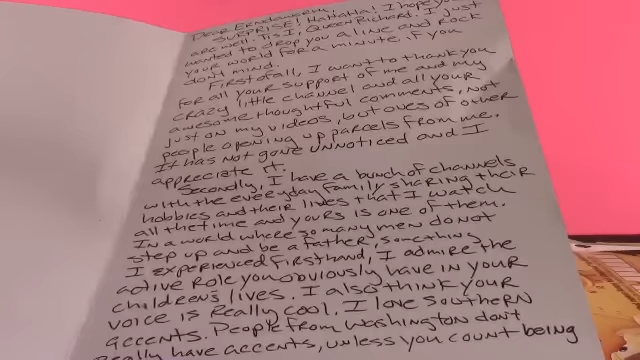 SURPRISE! HAHAHA! I hope you
are well. Tis I, Queen Richard. I just
wanted to drop you a line and rock
your world for a minute, if you
don't mind.
First of all, I want to thank you
for all your support of me and my
crazy little channel and all your
awesome thoughtful comments, not
just on my videos, but ones of other
people opening up parcels from me.
It has not gone unnoticed and I
appreciate it.
Secondly, I have a bunch of channels
with the everyday family sharing their
hobbies and their lives that I watch
all the time and yours is one of them.
In a world where so many men do not
step up and be a father, something
I experienced firsthand, I admire the
active role you obviously have in your
children's lives. I also think your
voice is really cool. I love Southern
accents. People from Washington don't
really have accents, unless you count being